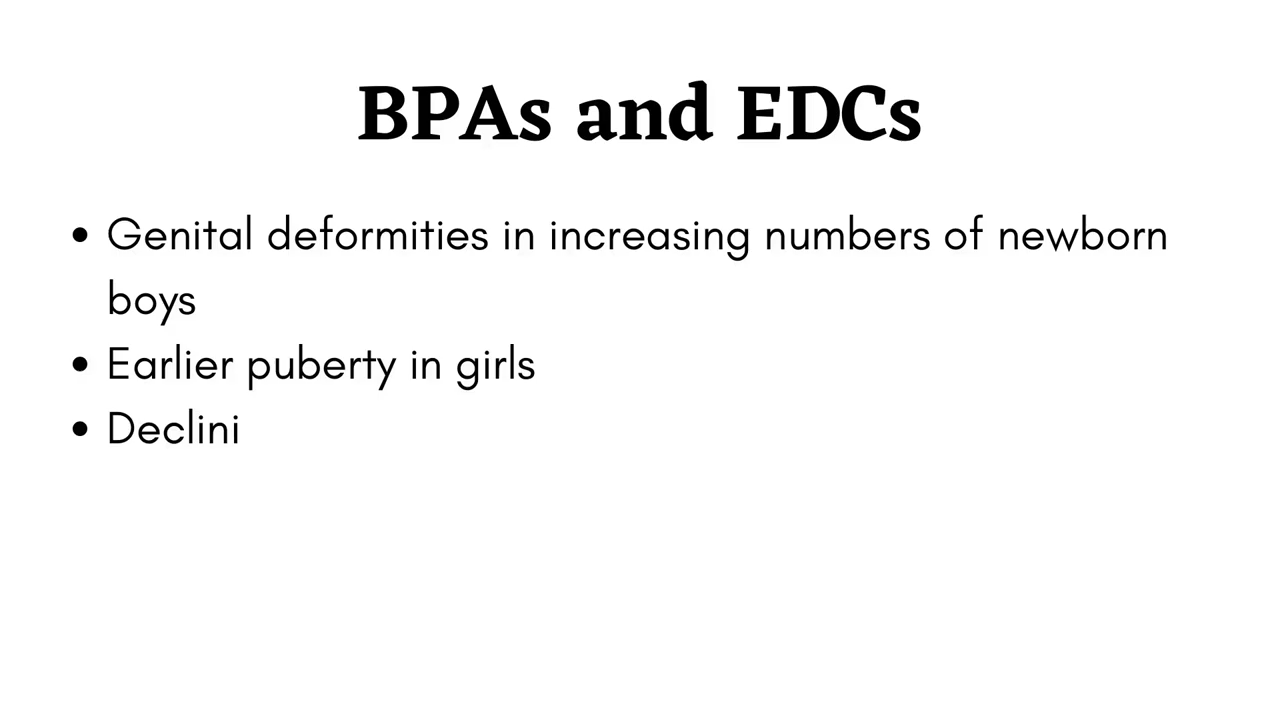 BPAs and EDCs
• Genital deformities in increasing numbers of newborn
boys
• Earlier puberty in girls
• Declini